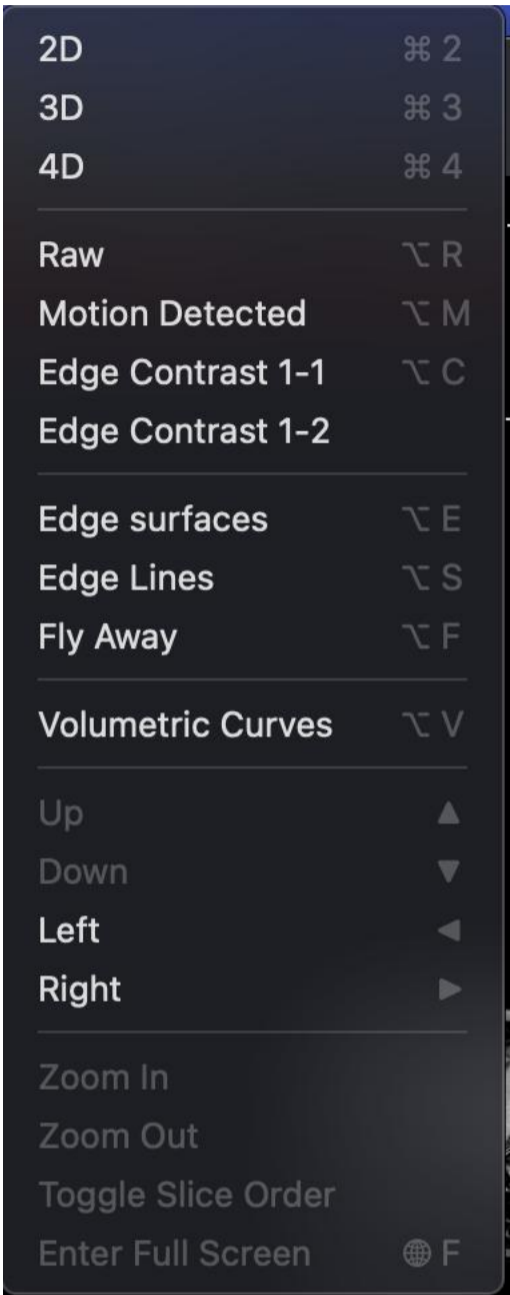 2D ⌘ 2
3D ⌘ 3
4D ⌘ 4
Raw ⌥ R
Motion Detected ⌥ M
Edge Contrast 1-1 ⌥ C
Edge Contrast 1-2
Edge surfaces ⌥ E
Edge Lines ⌥ S
Fly Away ⌥ F
Volumetric Curves ⌥ V
Up ▲
Down ▼
Left ◀
Right ▶
Zoom In
Zoom Out
Toggle Slice Order
Enter Full Screen 🌐 F